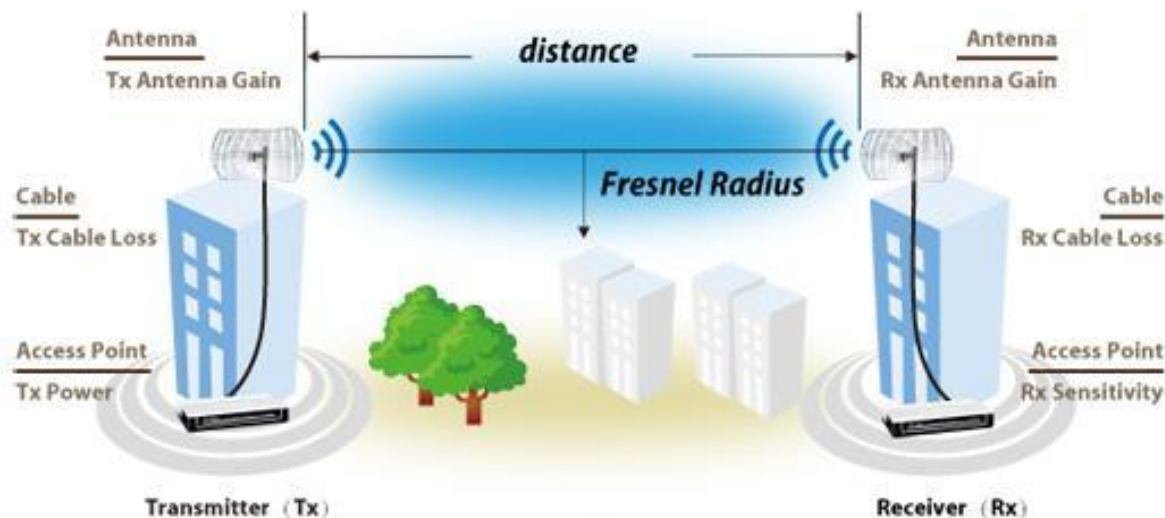 Antenna
Tx Antenna Gain
distance
Antenna
Rx Antenna Gain
Fresnel Radius
Cable
Tx Cable Loss
Cable
Rx Cable Loss
Access Point
Tx Power
Access Point
Rx Sensitivity
Transmitter (Tx)
Receiver (Rx)